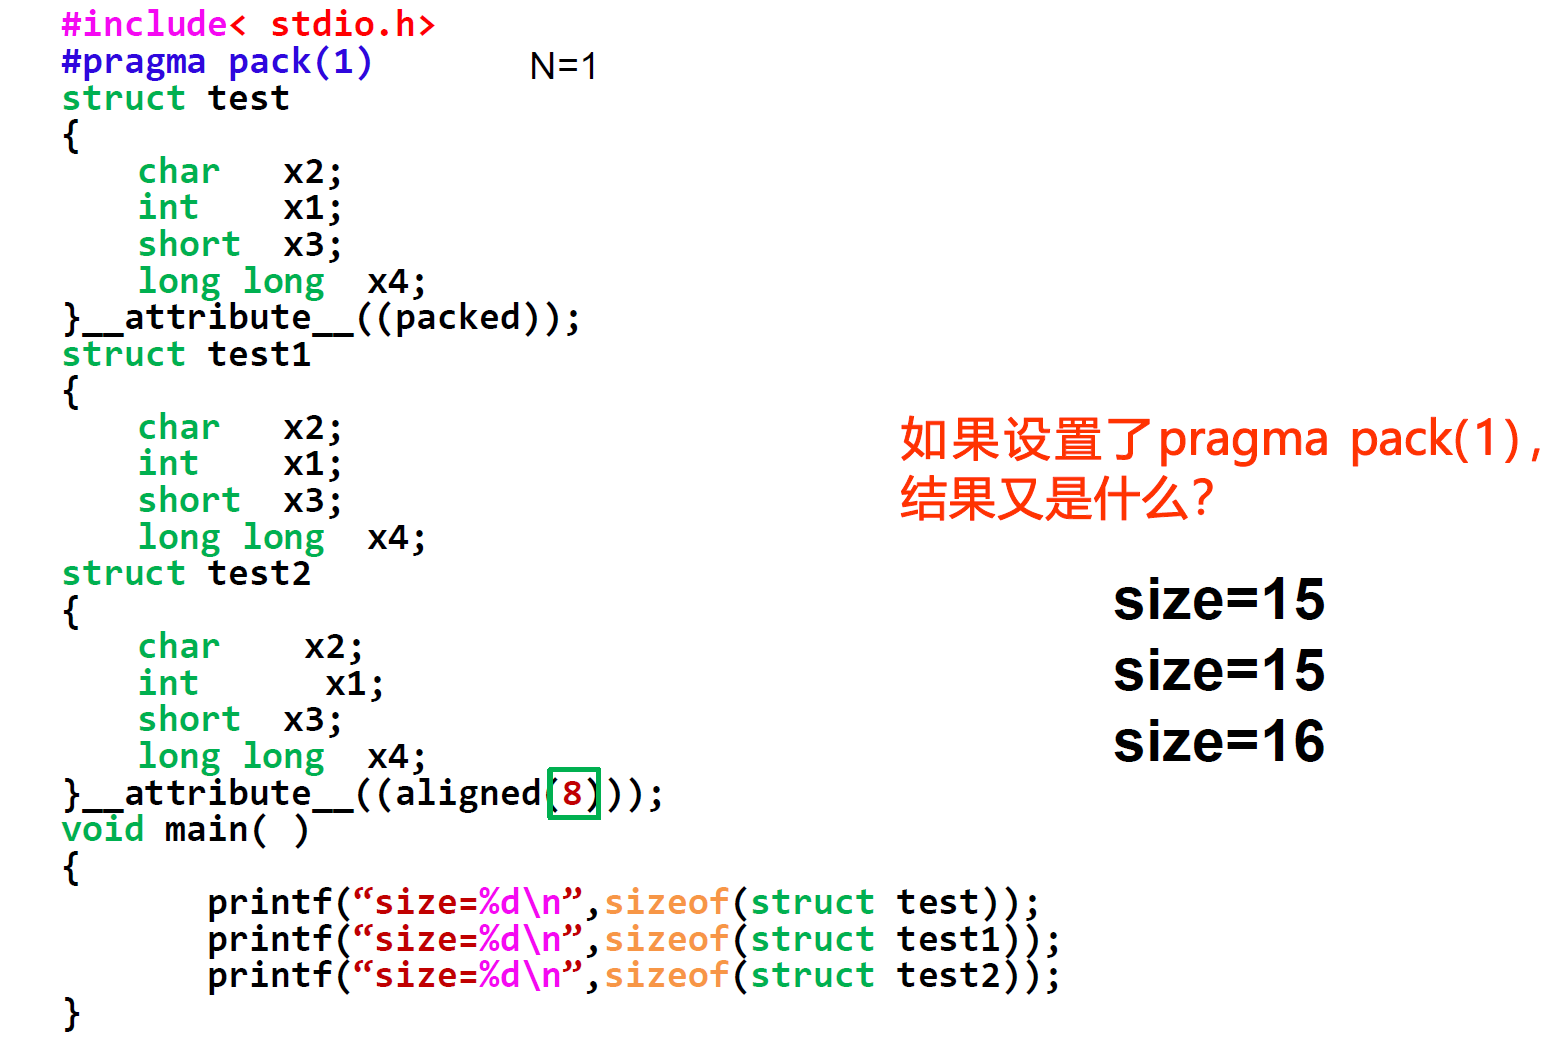 #include< stdio.h>
#pragma pack(1)
N=1
struct test
{
char x2;
int x1;
short x3;
long long x4;
}__attribute__((packed));
struct test1
{
char x2;
int x1;
short x3;
long long x4;
struct test2
{
char x2;
int x1;
short x3;
long long x4;
}__attribute__((aligned(8)));
void main( )
{
printf(“size=%d\n”,sizeof(struct test));
printf(“size=%d\n”,sizeof(struct test1));
printf(“size=%d\n”,sizeof(struct test2));
}
如果设置了pragma pack(1),
结果又是什么?
size=15
size=15
size=16